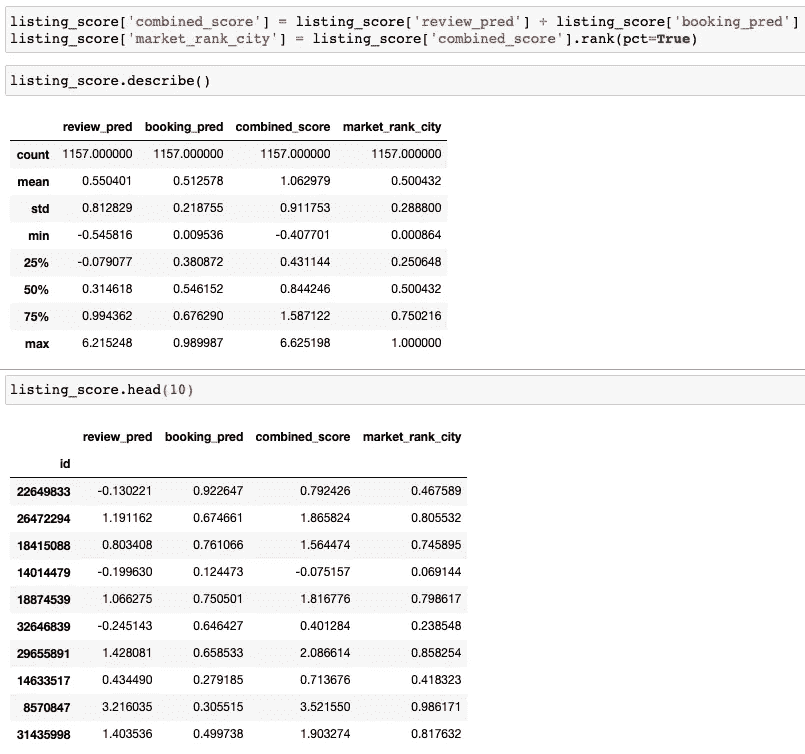 listing_score['combined_score'] = listing_score['review_pred'] + listing_score['booking_pred']
listing_score['market_rank_city'] = listing_score['combined_score'].rank(pct=True)
listing_score.describe()
review_pred booking_pred combined_score market_rank_city
count 1157.000000 1157.000000 1157.000000 1157.000000
mean 0.550401 0.512578 1.062979 0.500432
std 0.812829 0.218755 0.911753 0.288800
min -0.545816 0.009536 -0.407701 0.000864
25% -0.079077 0.380872 0.431144 0.250648
50% 0.314618 0.546152 0.844246 0.500432
75% 0.994362 0.676290 1.587122 0.750216
max 6.215248 0.989987 6.625198 1.000000
listing_score.head(10)
review_pred booking_pred combined_score market_rank_city
id
22649833 -0.130221 0.922647 0.792426 0.467589
26472294 1.191162 0.674661 1.865824 0.805532
18415088 0.803408 0.761066 1.564474 0.745895
14014479 -0.199630 0.124473 -0.075157 0.069144
18874539 1.066275 0.750501 1.816776 0.798617
32646839 -0.245143 0.646427 0.401284 0.238548
29655891 1.428081 0.658533 2.086614 0.858254
14633517 0.434490 0.279185 0.713676 0.418323
8570847 3.216035 0.305515 3.521550 0.986171
31435998 1.403536 0.499738 1.903274 0.817632